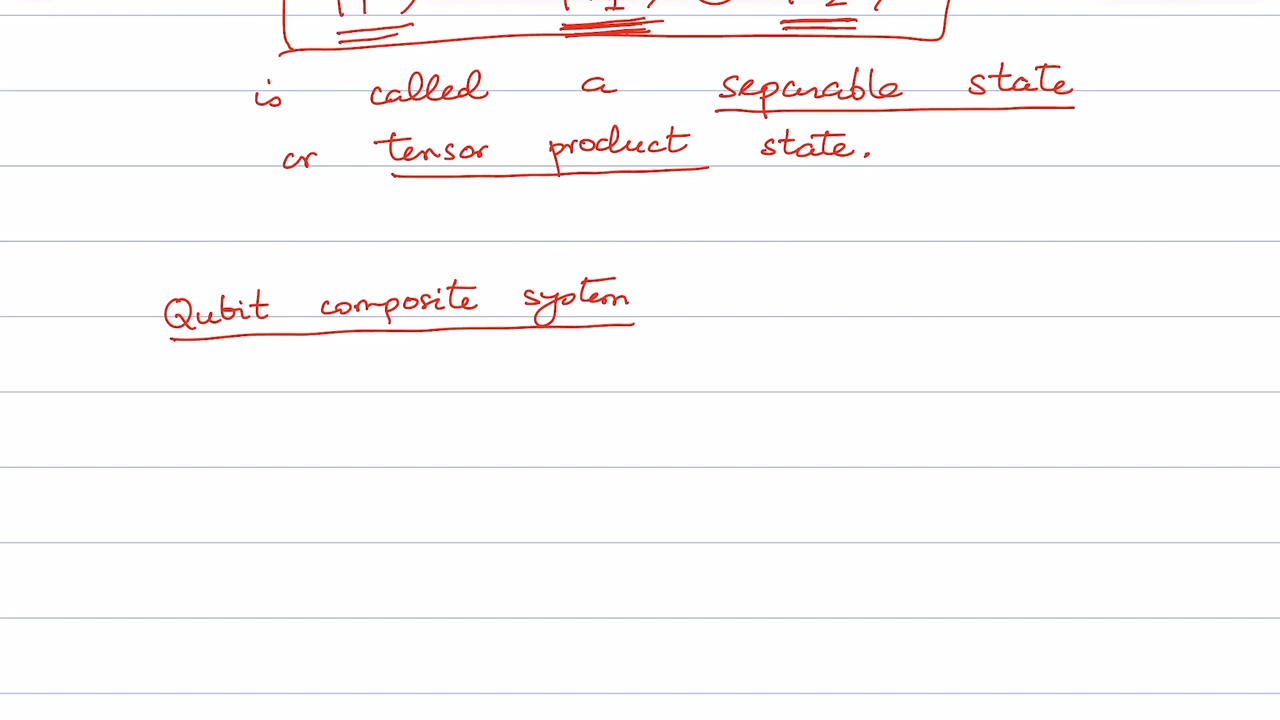 is called a separable state
or tensor product state.
Qubit composite system